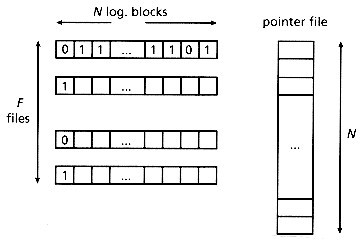 N log. blocks
pointer file
0 1 1 ... 1 1 0 1
1 ...
F
files
N
...
0 ...
1 ...